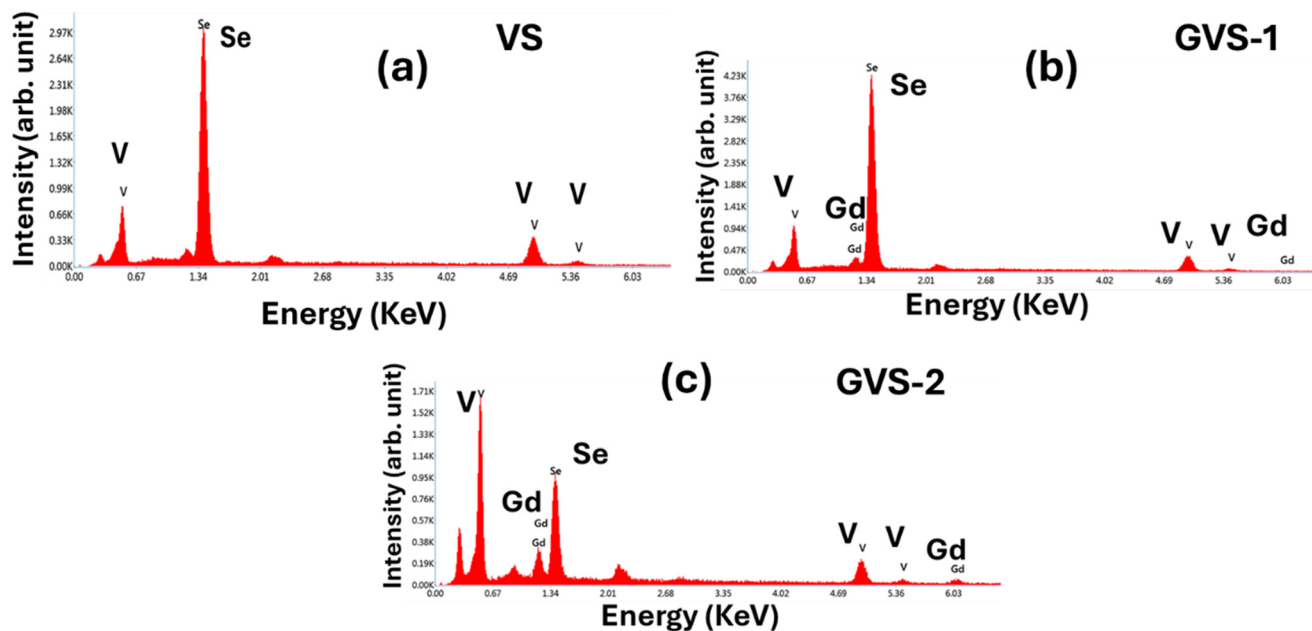 (a)
VS
Intensity (arb. unit)
2.97K
2.64K
2.31K
1.98K
1.65K
1.32K
0.99K
0.66K
0.33K
0.00K
Se
Se
V
V
V
V
V
V
0.00
0.67
1.34
2.01
2.68
3.35
4.02
4.69
5.36
6.03
Energy (KeV)
(b)
GVS-1
Intensity (arb. unit)
4.23K
3.76K
3.29K
2.82K
2.35K
1.88K
1.41K
0.94K
0.47K
0.00K
Se
Se
V
V
Gd
Gd
Gd
V
V
V
V
Gd
Gd
0.00
0.67
1.34
2.01
2.68
3.35
4.02
4.69
5.36
6.03
Energy (KeV)
(c)
GVS-2
Intensity (arb. unit)
1.71K
1.52K
1.33K
1.14K
0.95K
0.76K
0.57K
0.38K
0.19K
0.00K
V
V
Se
Se
Gd
Gd
Gd
V
V
V
V
Gd
Gd
0.00
0.67
1.34
2.01
2.68
3.35
4.02
4.69
5.36
6.03
Energy (KeV)